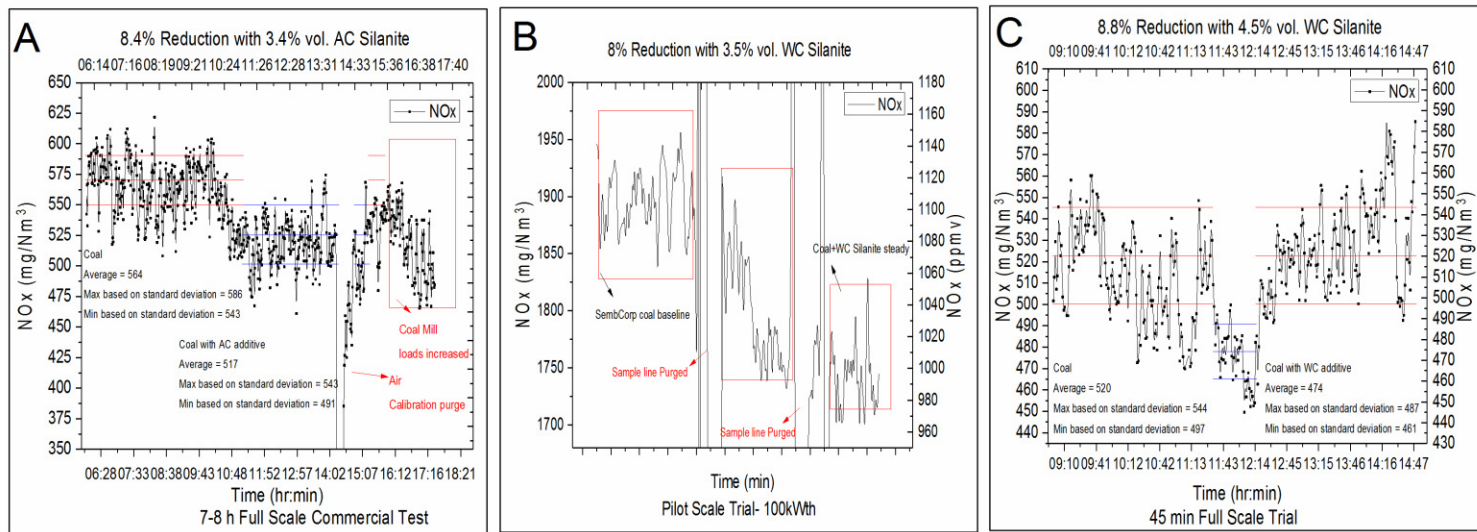 A
8.4% Reduction with 3.4% vol. AC Silanite
06:14 07:16 08:19 09:21 10:24 11:26 12:28 13:31 14:33 15:36 16:38 17:40
650
625
600
575
550
525
500
475
450
425
400
375
350
NOx (mg/Nm³)
NOx
Coal
Average = 564
Max based on standard deviation = 586
Min based on standard deviation = 543
Coal with AC additive
Average = 517
Max based on standard deviation = 543
Min based on standard deviation = 491
Coal Mill
loads increased
Air
Calibration purge
06:28 07:33 08:38 09:43 10:48 11:52 12:57 14:02 15:07 16:12 17:16 18:21
Time (hr:min)
7-8 h Full Scale Commercial Test
B
8% Reduction with 3.5% vol. WC Silanite
2000
1950
1900
1850
1800
1750
1700
NOx (mg/Nm³)
NOx
1180
1160
1140
1120
1100
1080
1060
1040
1020
1000
980
960
NOx (ppmv)
Coal+WC Silanite steady
SembCorp coal baseline
Sample line Purged
Sample line Purged
Time (min)
Pilot Scale Trial- 100kWth
C
8.8% Reduction with 4.5% vol. WC Silanite
09:10 09:41 10:12 10:42 11:13 11:43 12:14 12:45 13:15 13:46 14:16 14:47
610
600
590
580
570
560
550
540
530
520
510
500
490
480
470
460
450
440
NOx (mg/Nm³)
NOx
610
600
590
580
570
560
550
540
530
520
510
500
490
480
470
460
450
440
430
NOx (mg/Nm³)
Coal
Average = 520
Max based on standard deviation = 544
Min based on standard deviation = 497
Coal with WC additive
Average = 474
Max based on standard deviation = 487
Min based on standard deviation = 461
09:10 09:41 10:12 10:42 11:13 11:43 12:14 12:45 13:15 13:46 14:16 14:47
Time (hr:min)
45 min Full Scale Trial